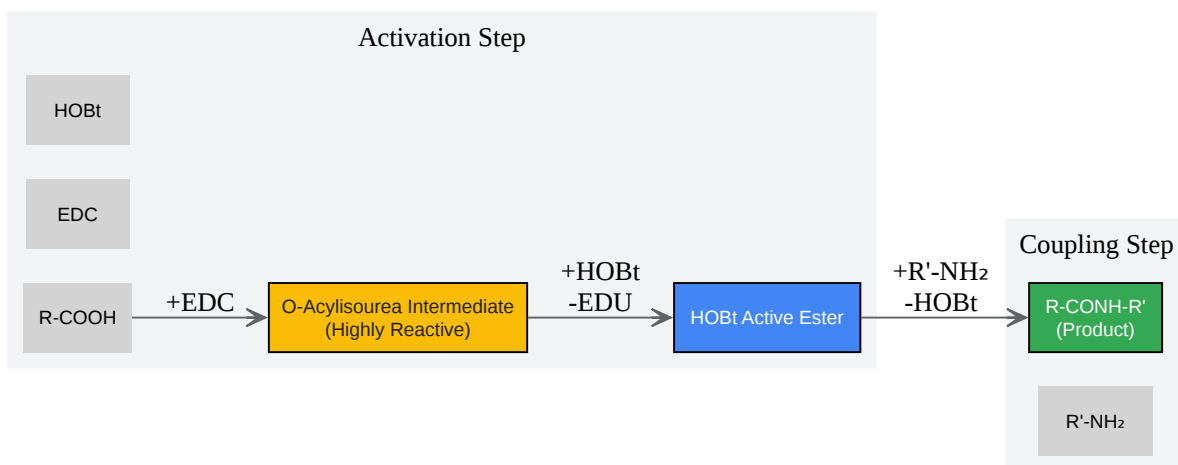 Activation Step
HOBt
EDC
R-COOH
+EDC
O-Acylisourea Intermediate
(Highly Reactive)
+HOBt
-EDU
HOBt Active Ester
+R'-NH₂
-HOBt
Coupling Step
R-CONH-R'
(Product)
R'-NH₂